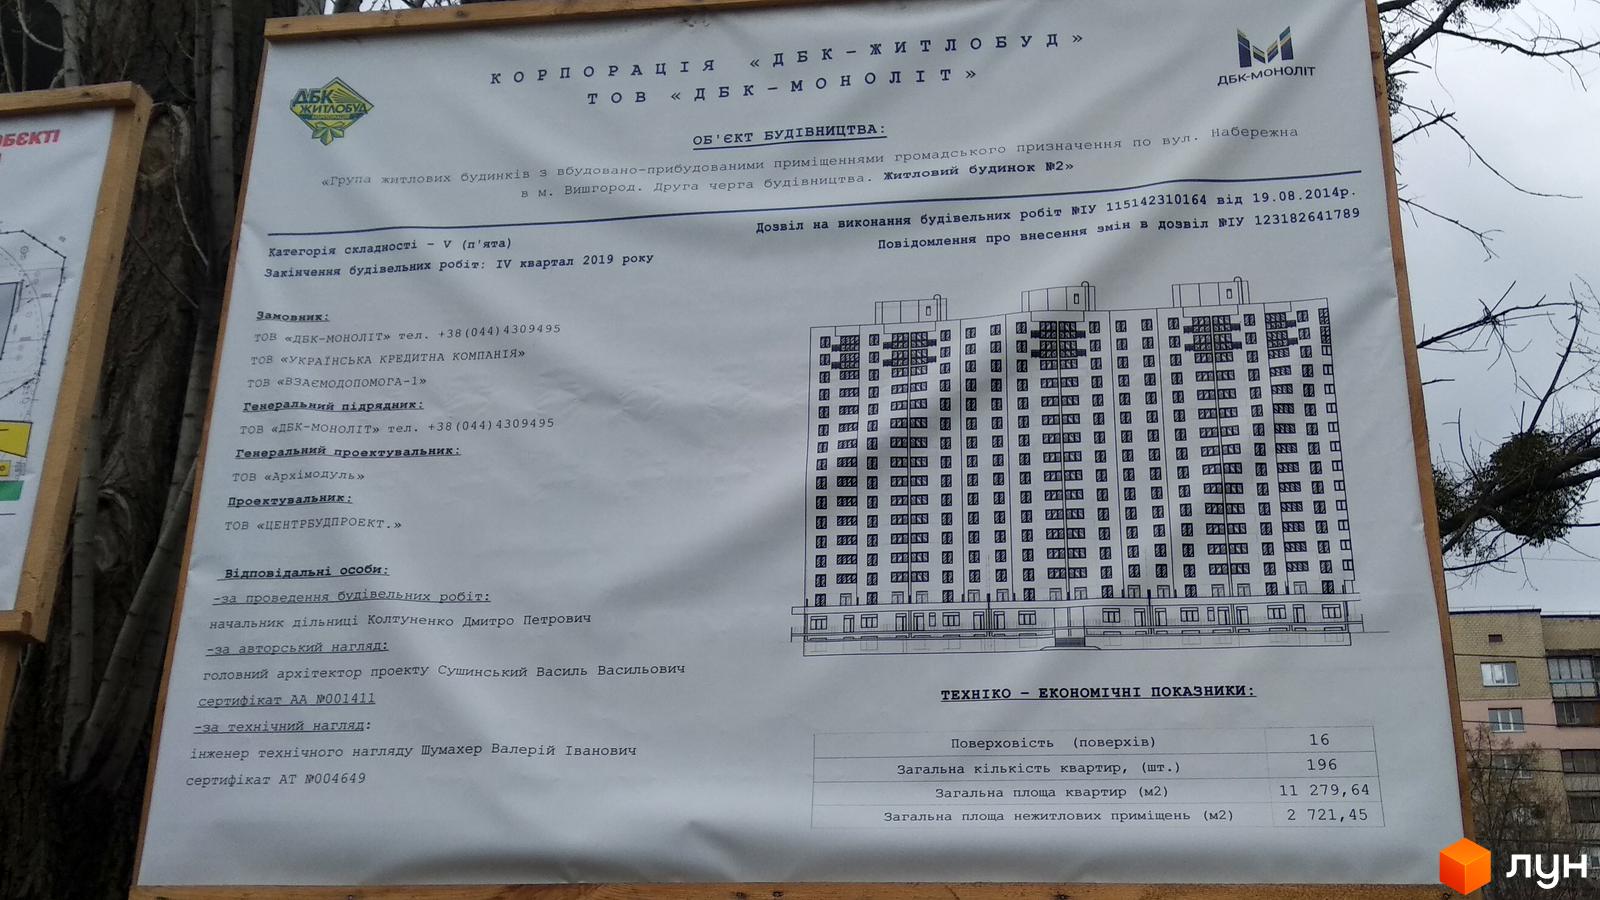 КОРПОРАЦІЯ «ДБК-ЖИТЛОБУД»
ТОВ «ДБК-МОНОЛІТ»
ДБК
ЖИТЛОБУД
КОРПОРАЦІЯ
ДБК-МОНОЛІТ
ОБ'ЄКТ БУДІВНИЦТВА:
«Група житлових будинків з вбудовано-прибудованими приміщеннями громадського призначення по вул. Набережна
в м. Вишгород. Друга черга будівництва. Житловий будинок №2»
Дозвіл на виконання будівельних робіт №ІУ 115142310164 від 19.08.2014р.
Повідомлення про внесення змін в дозвіл №ІУ 123182641789
Категорія складності – V (п'ята)
Закінчення будівельних робіт: IV квартал 2019 року
Замовник:
ТОВ «ДБК-МОНОЛІТ» тел. +38(044)4309495
ТОВ «УКРАЇНСЬКА КРЕДИТНА КОМПАНІЯ»
ТОВ «ВЗАЄМОДОПОМОГА-1»
Генеральний підрядник:
ТОВ «ДБК-МОНОЛІТ» тел. +38(044)4309495
Генеральний проектувальник:
ТОВ «Архімодуль»
Проектувальник:
ТОВ «ЦЕНТРБУДПРОЕКТ.»
Відповідальні особи:
-за проведення будівельних робіт:
начальник дільниці Колтуненко Дмитро Петрович
-за авторський нагляд:
головний архітектор проекту Сушинський Василь Васильович
сертифікат АА №001411
-за технічний нагляд:
інженер технічного нагляду Шумахер Валерій Іванович
сертифікат АТ №004649
ТЕХНІКО – ЕКОНОМІЧНІ ПОКАЗНИКИ:
Поверховість (поверхів) 16
Загальна кількість квартир, (шт.) 196
Загальна площа квартир (м2) 11 279,64
Загальна площа нежитлових приміщень (м2) 2 721,45
лун